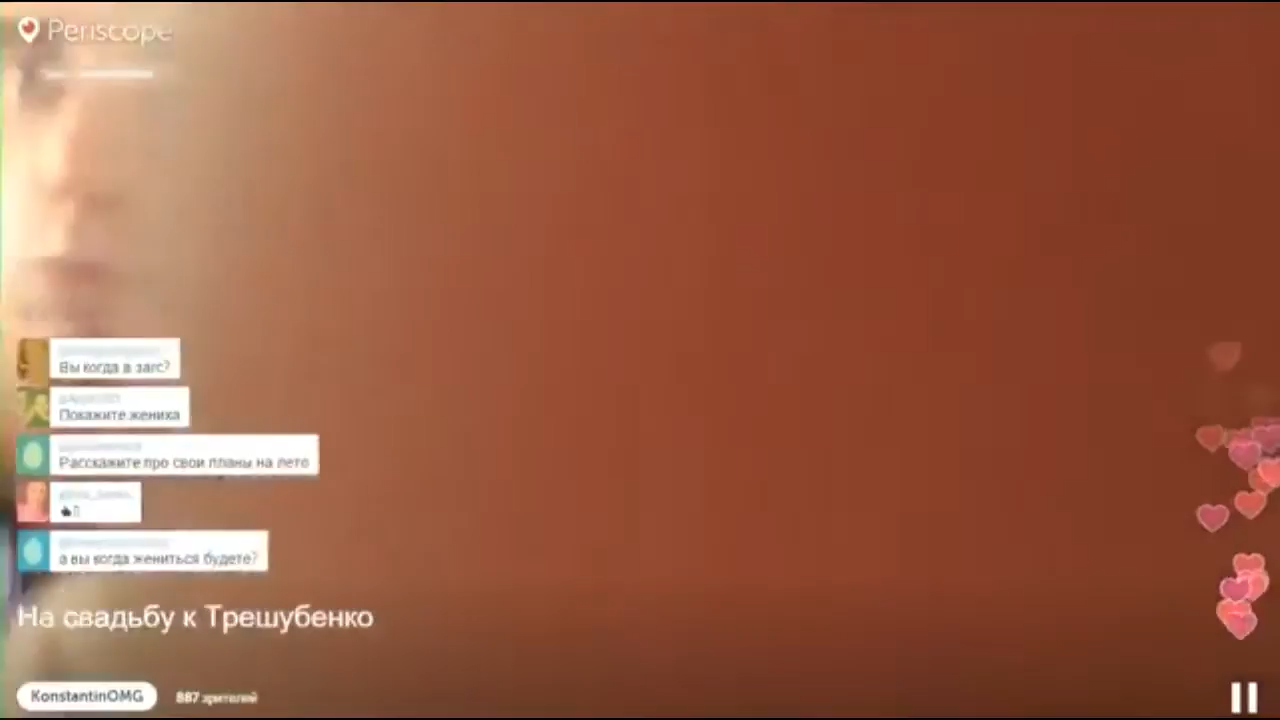 Periscope
Вы когда в загс?
Покажите жениха
Расскажите про свои планы на лето
а вы когда жениться будете?
На свадьбу к Трешубенко
KonstantinOMG
887 зрителей